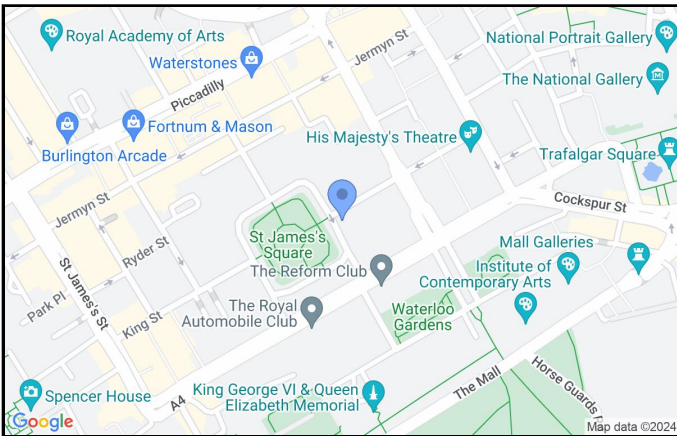 Royal Academy of Arts
Waterstones
Piccadilly
Jermyn St
National Portrait Gallery
The National Gallery
Fortnum & Mason
Burlington Arcade
His Majesty's Theatre
Trafalgar Square
Jermyn St
Ryder St
St James's St
Park Pl
King St
St James's
Square
Cockspur St
Mall Galleries
Institute of
Contemporary Arts
The Reform Club
The Royal
Automobile Club
Waterloo
Gardens
Spencer House
A4
King George VI & Queen
Elizabeth Memorial
The Mall
Horse Guards
Google
Map data ©2024